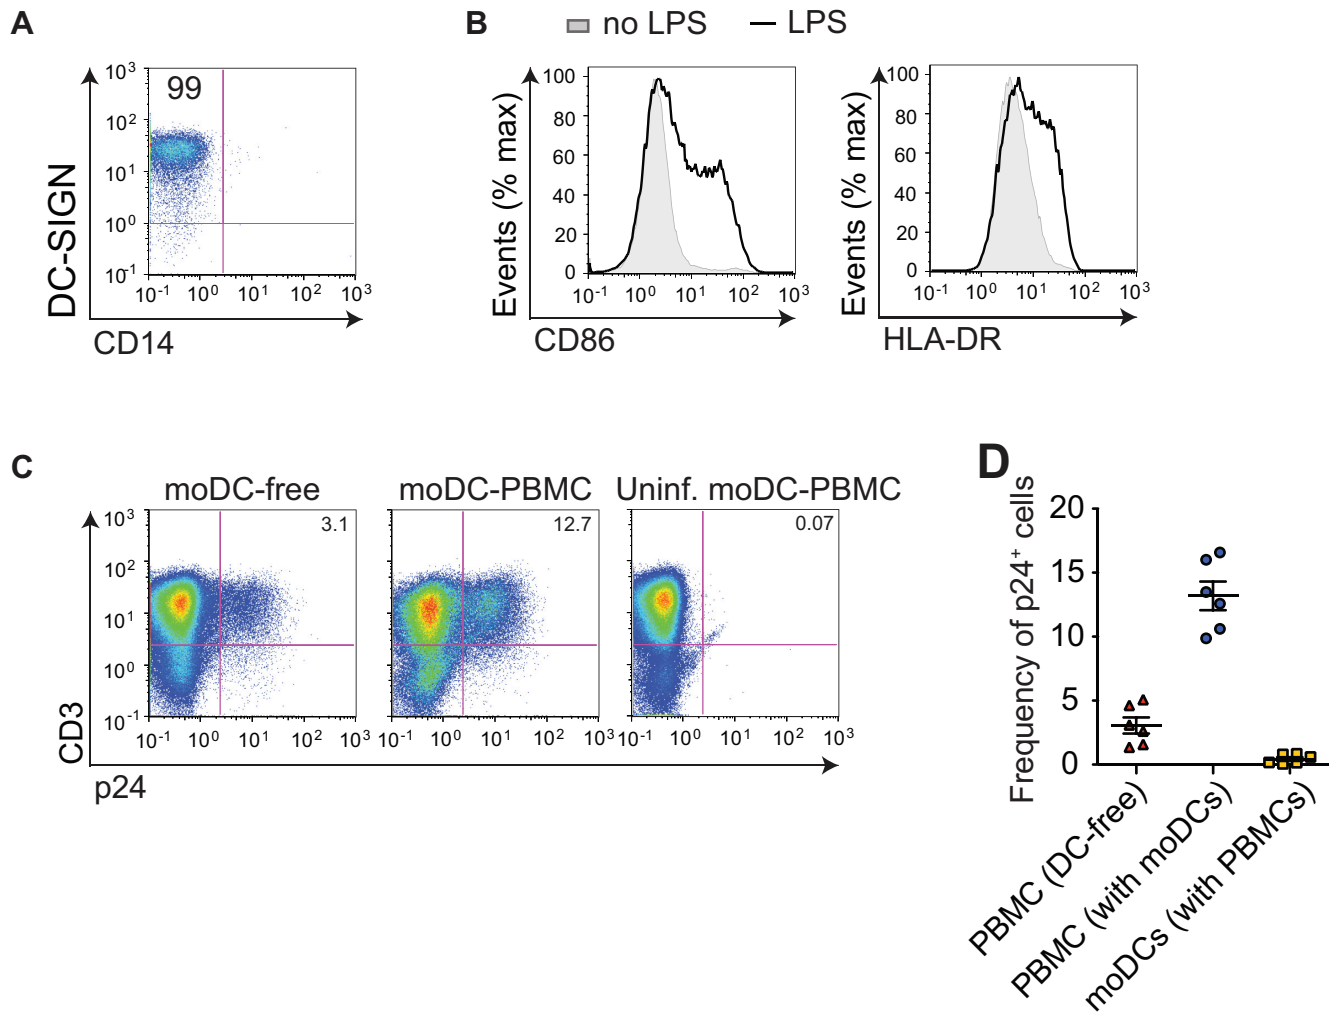 A
DC-SIGN
10³
10²
10¹
10⁰
10⁻¹
99
10⁻¹ 10⁰ 10¹ 10² 10³
CD14
B
no LPS LPS
Events (% max)
100
80
60
40
20
0
10⁻¹ 10⁰ 10¹ 10² 10³
CD86
Events (% max)
100
80
60
40
20
0
10⁻¹ 10⁰ 10¹ 10² 10³
HLA-DR
C
moDC-free moDC-PBMC Uninf. moDC-PBMC
CD3
10³
10²
10¹
10⁰
10⁻¹
3.1 12.7 0.07
10⁻¹ 10⁰ 10¹ 10² 10³ 10⁻¹ 10⁰ 10¹ 10² 10³ 10⁻¹ 10⁰ 10¹ 10² 10³
p24
D
Frequency of p24⁺ cells
20
15
10
5
0
PBMC (DC-free)
PBMC (with moDCs)
moDCs (with PBMCs)